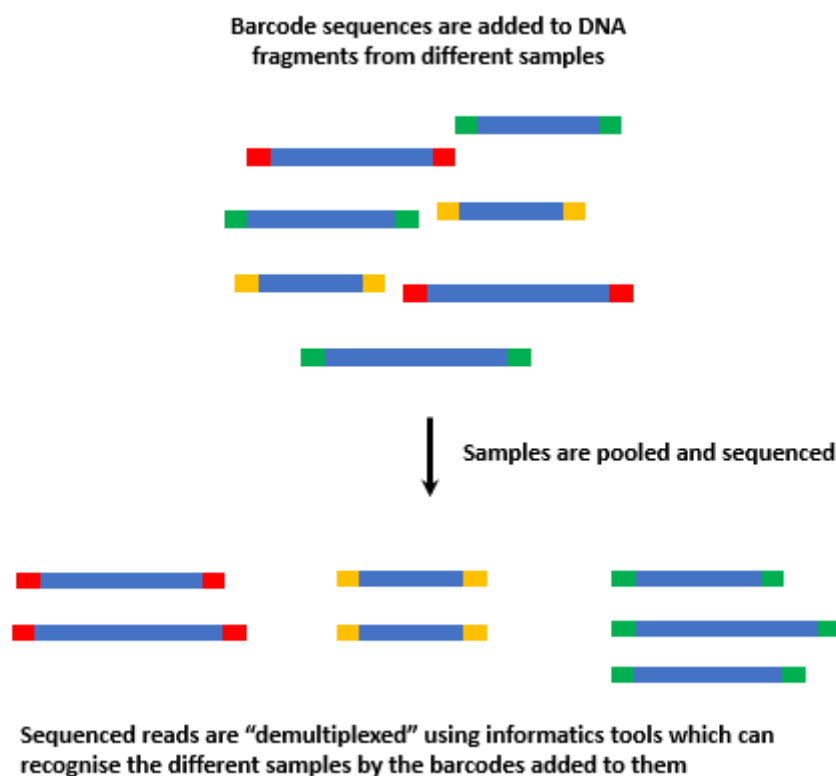 Barcode sequences are added to DNA
fragments from different samples
Samples are pooled and sequenced
Sequenced reads are “demultiplexed” using informatics tools which can
recognise the different samples by the barcodes added to them